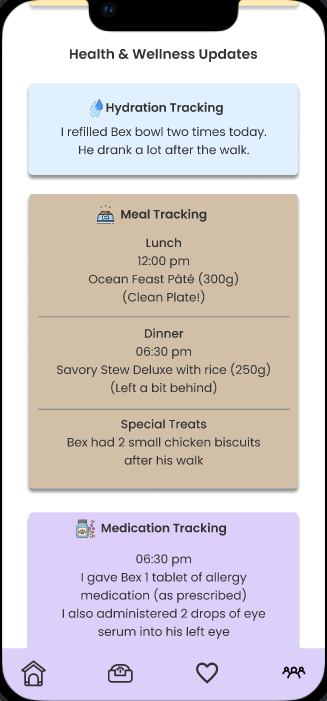 Health & Wellness Updates
Hydration Tracking
I refilled Bex bowl two times today.
He drank a lot after the walk.
Meal Tracking
Lunch
12:00 pm
Ocean Feast Pâté (300g)
(Clean Plate!)
Dinner
06:30 pm
Savory Stew Deluxe with rice (250g)
(Left a bit behind)
Special Treats
Bex had 2 small chicken biscuits
after his walk
Medication Tracking
06:30 pm
I gave Bex 1 tablet of allergy
medication (as prescribed)
I also administered 2 drops of eye
serum into his left eye